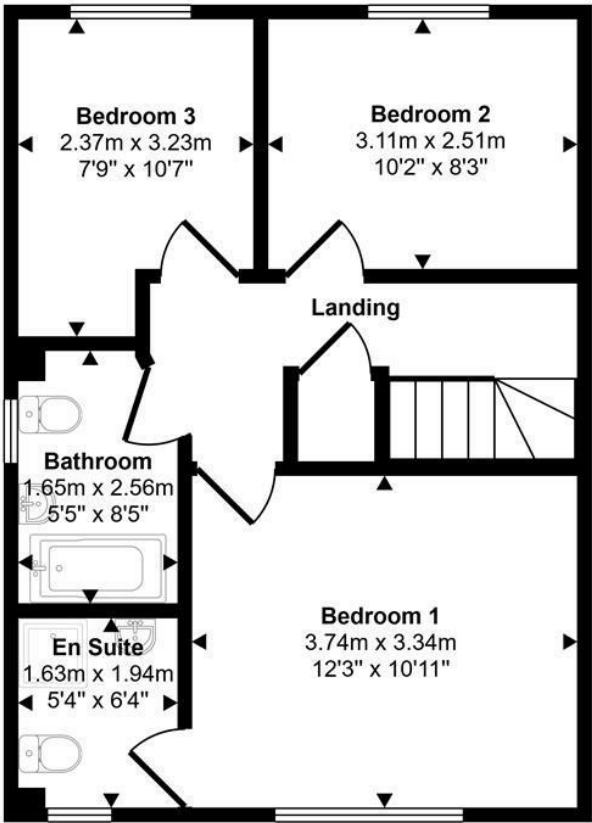 Bedroom 3
2.37m x 3.23m
7'9" x 10'7"
Bedroom 2
3.11m x 2.51m
10'2" x 8'3"
Landing
Bathroom
1.65m x 2.56m
5'5" x 8'5"
Bedroom 1
3.74m x 3.34m
12'3" x 10'11"
En Suite
1.63m x 1.94m
5'4" x 6'4"